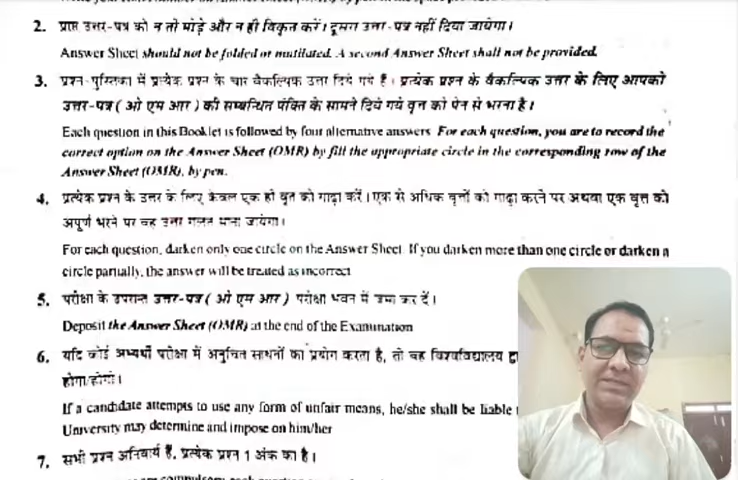 2. प्राप्त उत्तर-पत्र को न तो मोड़े और न ही विकृत करें। दूसरा उत्तर-पत्र नहीं दिया जायेगा।
Answer Sheet should not be folded or mutilated. A second Answer Sheet shall not be provided.
3. प्रश्न-पुस्तिका में प्रत्येक प्रश्न के चार वैकल्पिक उत्तर दिये गये हैं। प्रत्येक प्रश्न के वैकल्पिक उत्तर के लिए आपको
उत्तर-पत्र ( ओ एम आर ) की सम्बन्धित पंक्ति के सामने दिये गये वृत्त को पेन से भरना है।
Each question in this Booklet is followed by four alternative answers. For each question, you are to record the
correct option on the Answer Sheet (OMR) by fill the appropriate circle in the corresponding row of the
Answer Sheet (OMR), by pen.
4. प्रत्येक प्रश्न के उत्तर के लिए केवल एक ही वृत को गाढ़ा करें। एक से अधिक वृत्तों को गाढ़ा करने पर अथवा एक वृत्त को
अपूर्ण भरने पर वह उत्तर गलत माना जायेगा।
For each question, darken only one circle on the Answer Sheet. If you darken more than one circle or darken a
circle partially, the answer will be treated as incorrect
5. परीक्षा के उपरान्त उत्तर-पत्र ( ओ एम आर ) परीक्षा भवन में जमा कर दें।
Deposit the Answer Sheet (OMR) at the end of the Examination
6. यदि कोई अभ्यर्थी परीक्षा में अनुचित साधनों का प्रयोग करता है, तो वह विश्वविद्यालय
होगा/होगी।
If a candidate attempts to use any form of unfair means, he/she shall be liable
University may determine and impose on him/her
7. सभी प्रश्न अनिवार्य हैं, प्रत्येक प्रश्न 1 अंक का है।